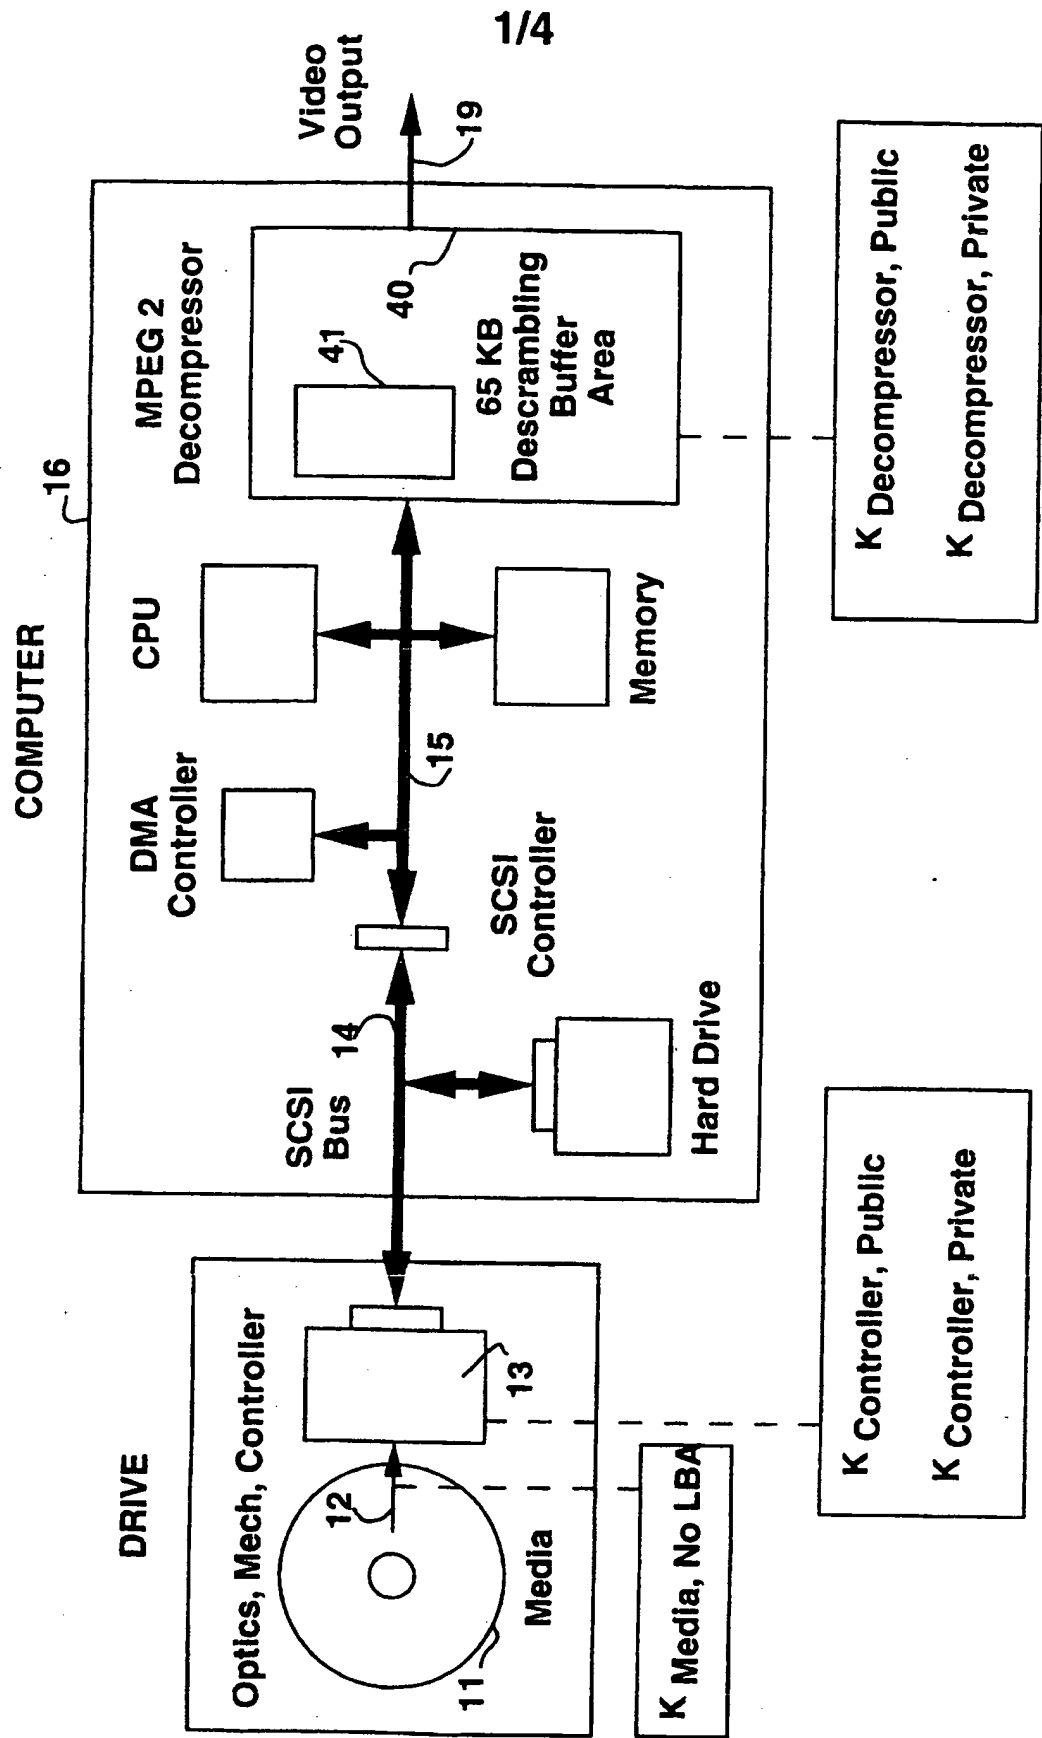 1/4
COMPUTER
16
DRIVE
Optics, Mech, Controller
12
13
11
Media
SCSI
Bus
14
Hard Drive
SCSI
Controller
DMA
Controller
15
CPU
Memory
MPEG 2
Decompressor
41
40
65 KB
Descrambling
Buffer
Area
Video
Output
19
K Media, No LBA
K Controller, Public
K Controller, Private
K Decompressor, Public
K Decompressor, Private